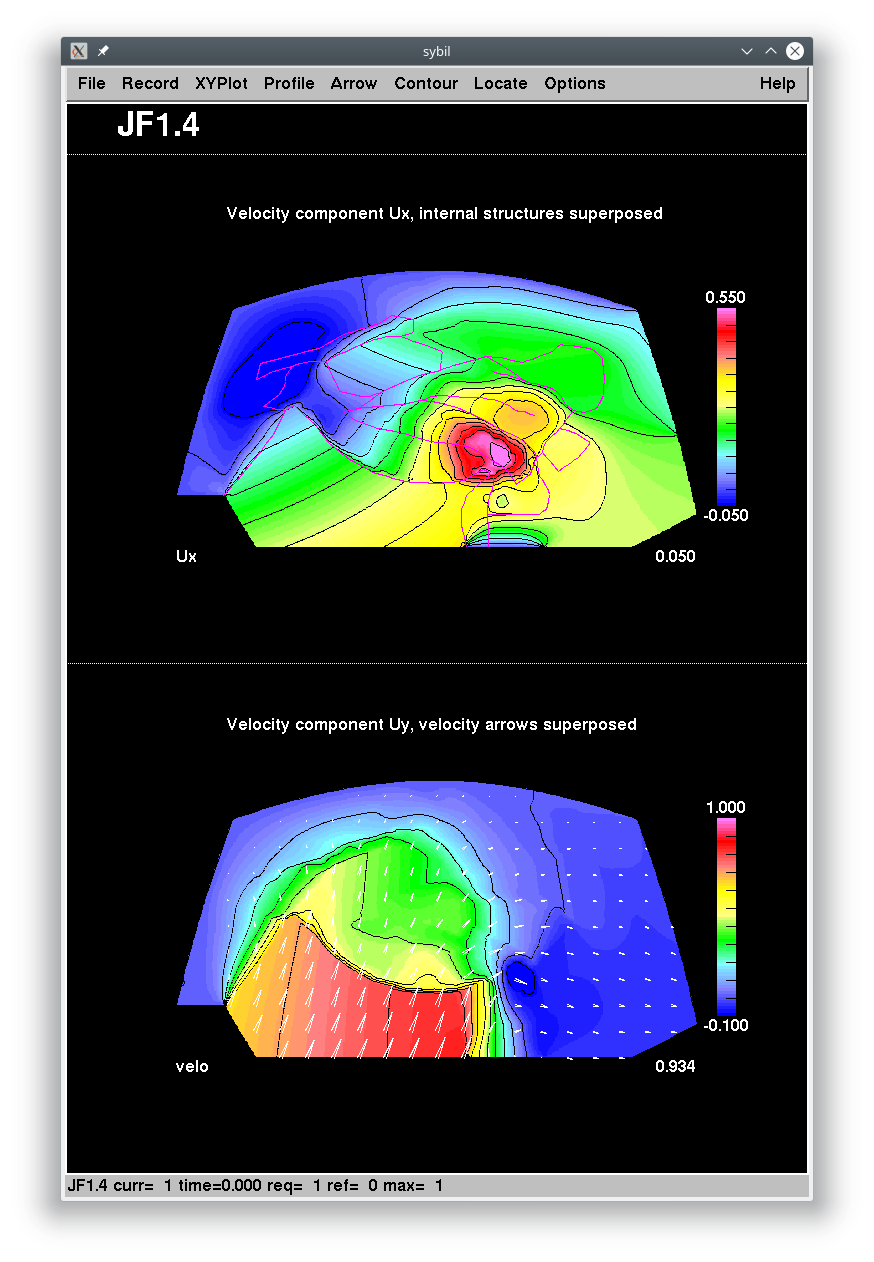 sybil
File Record XYPlot Profile Arrow Contour Locate Options Help
JF1.4
Velocity component Ux, internal structures superposed
0.550
-0.050
Ux 0.050
Velocity component Uy, velocity arrows superposed
1.000
-0.100
velo 0.934
JF1.4 curr= 1 time=0.000 req= 1 ref= 0 max= 1